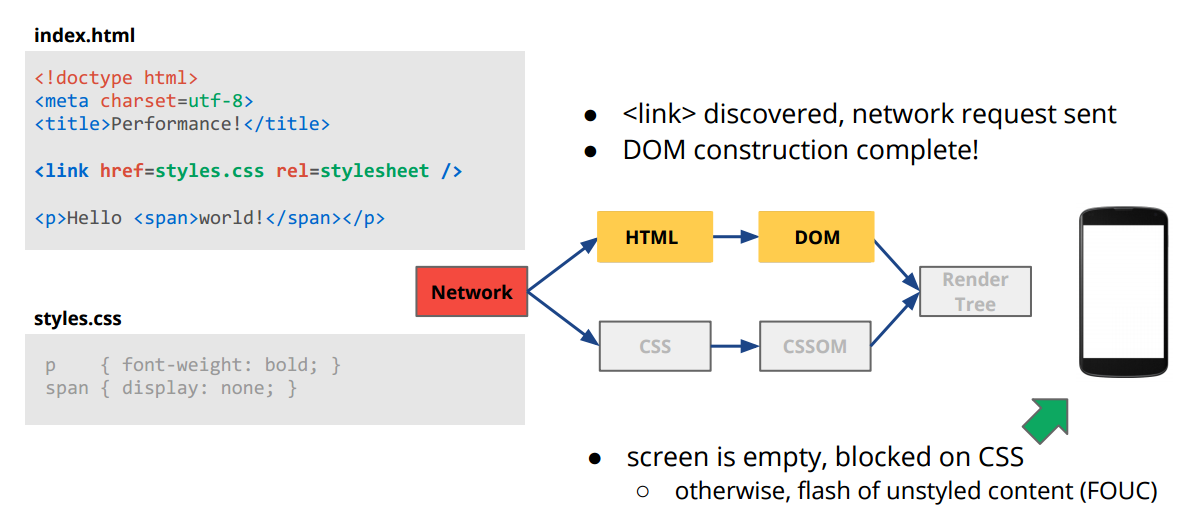 index.html
<!doctype html>
<meta charset=utf-8>
<title>Performance!</title>
<link href=styles.css rel=stylesheet />
<p>Hello <span>world!</span></p>
styles.css
p    { font-weight: bold; }
span { display: none; }
● <link> discovered, network request sent
● DOM construction complete!
Network
HTML
DOM
CSS
CSSOM
Render
Tree
● screen is empty, blocked on CSS
○ otherwise, flash of unstyled content (FOUC)